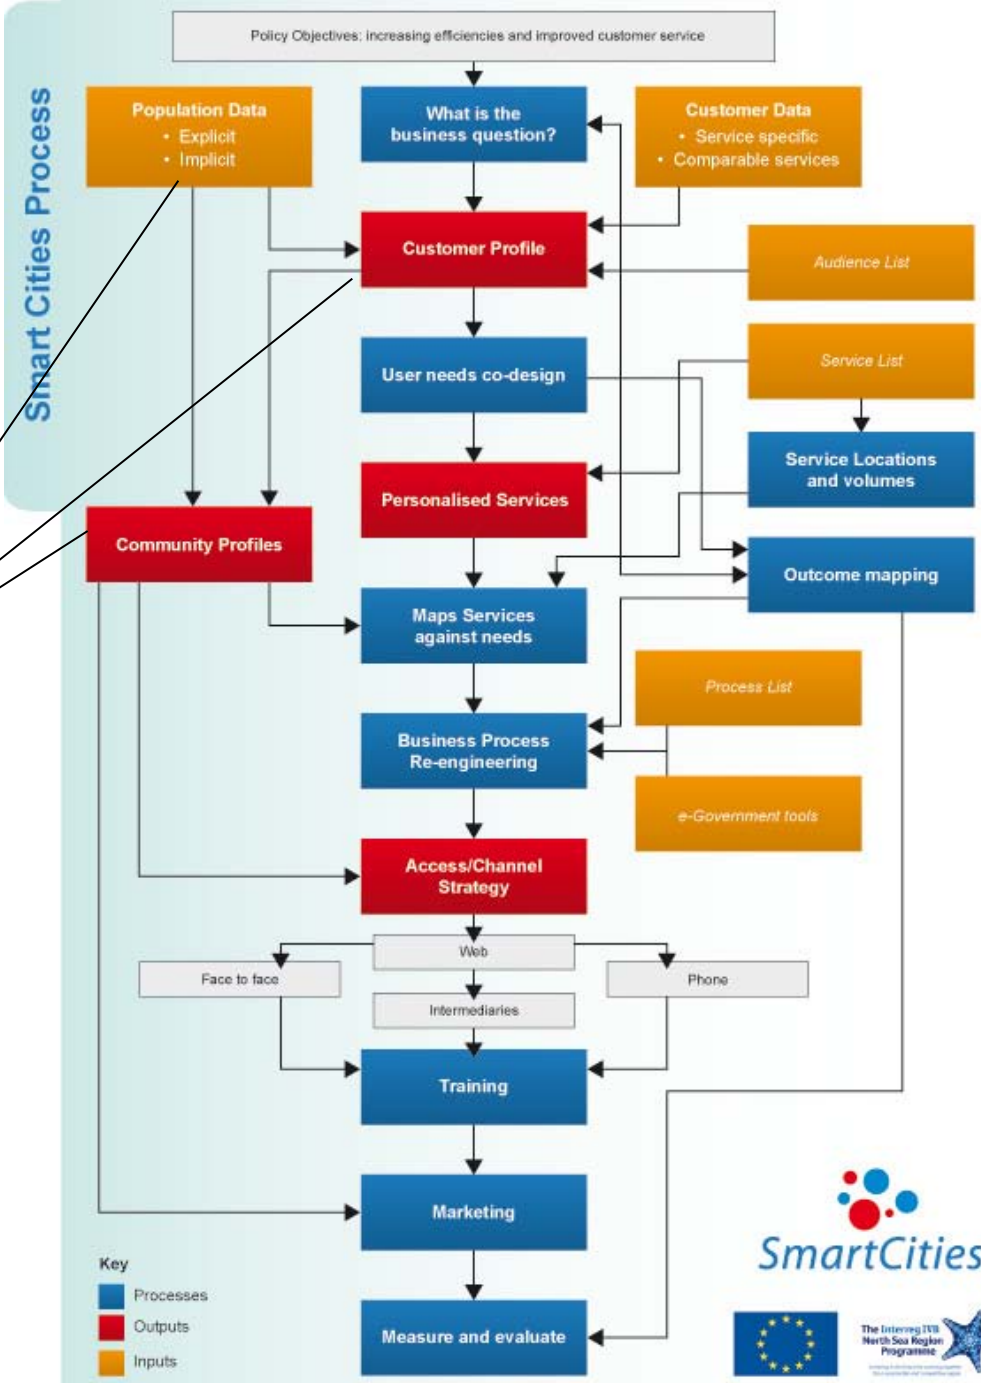 Smart Cities Process
Policy Objectives: increasing efficiencies and improved customer service
Population Data
• Explicit
• Implicit
What is the
business question?
Customer Data
• Service specific
• Comparable services
Customer Profile
Audience List
User needs co-design
Service List
Personalised Services
Service Locations
and volumes
Community Profiles
Outcome mapping
Maps Services
against needs
Process List
Business Process
Re-engineering
e-Government tools
Access/Channel
Strategy
Web
Face to face
Phone
Intermediaries
Training
Marketing
Measure and evaluate
Key
Processes
Outputs
Inputs
SmartCities
The Interreg IVB
North Sea Region
Programme